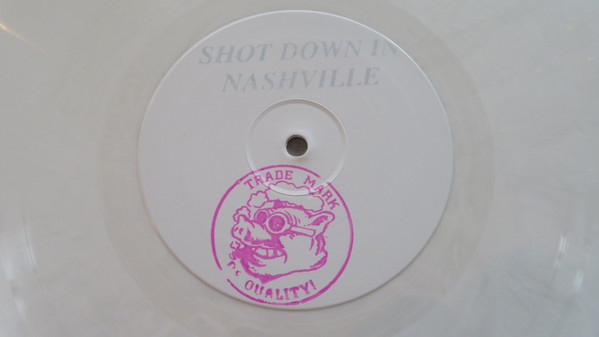 SHOT DOWN IN
NASHVILLE
TRADE MARK
QUALITY!